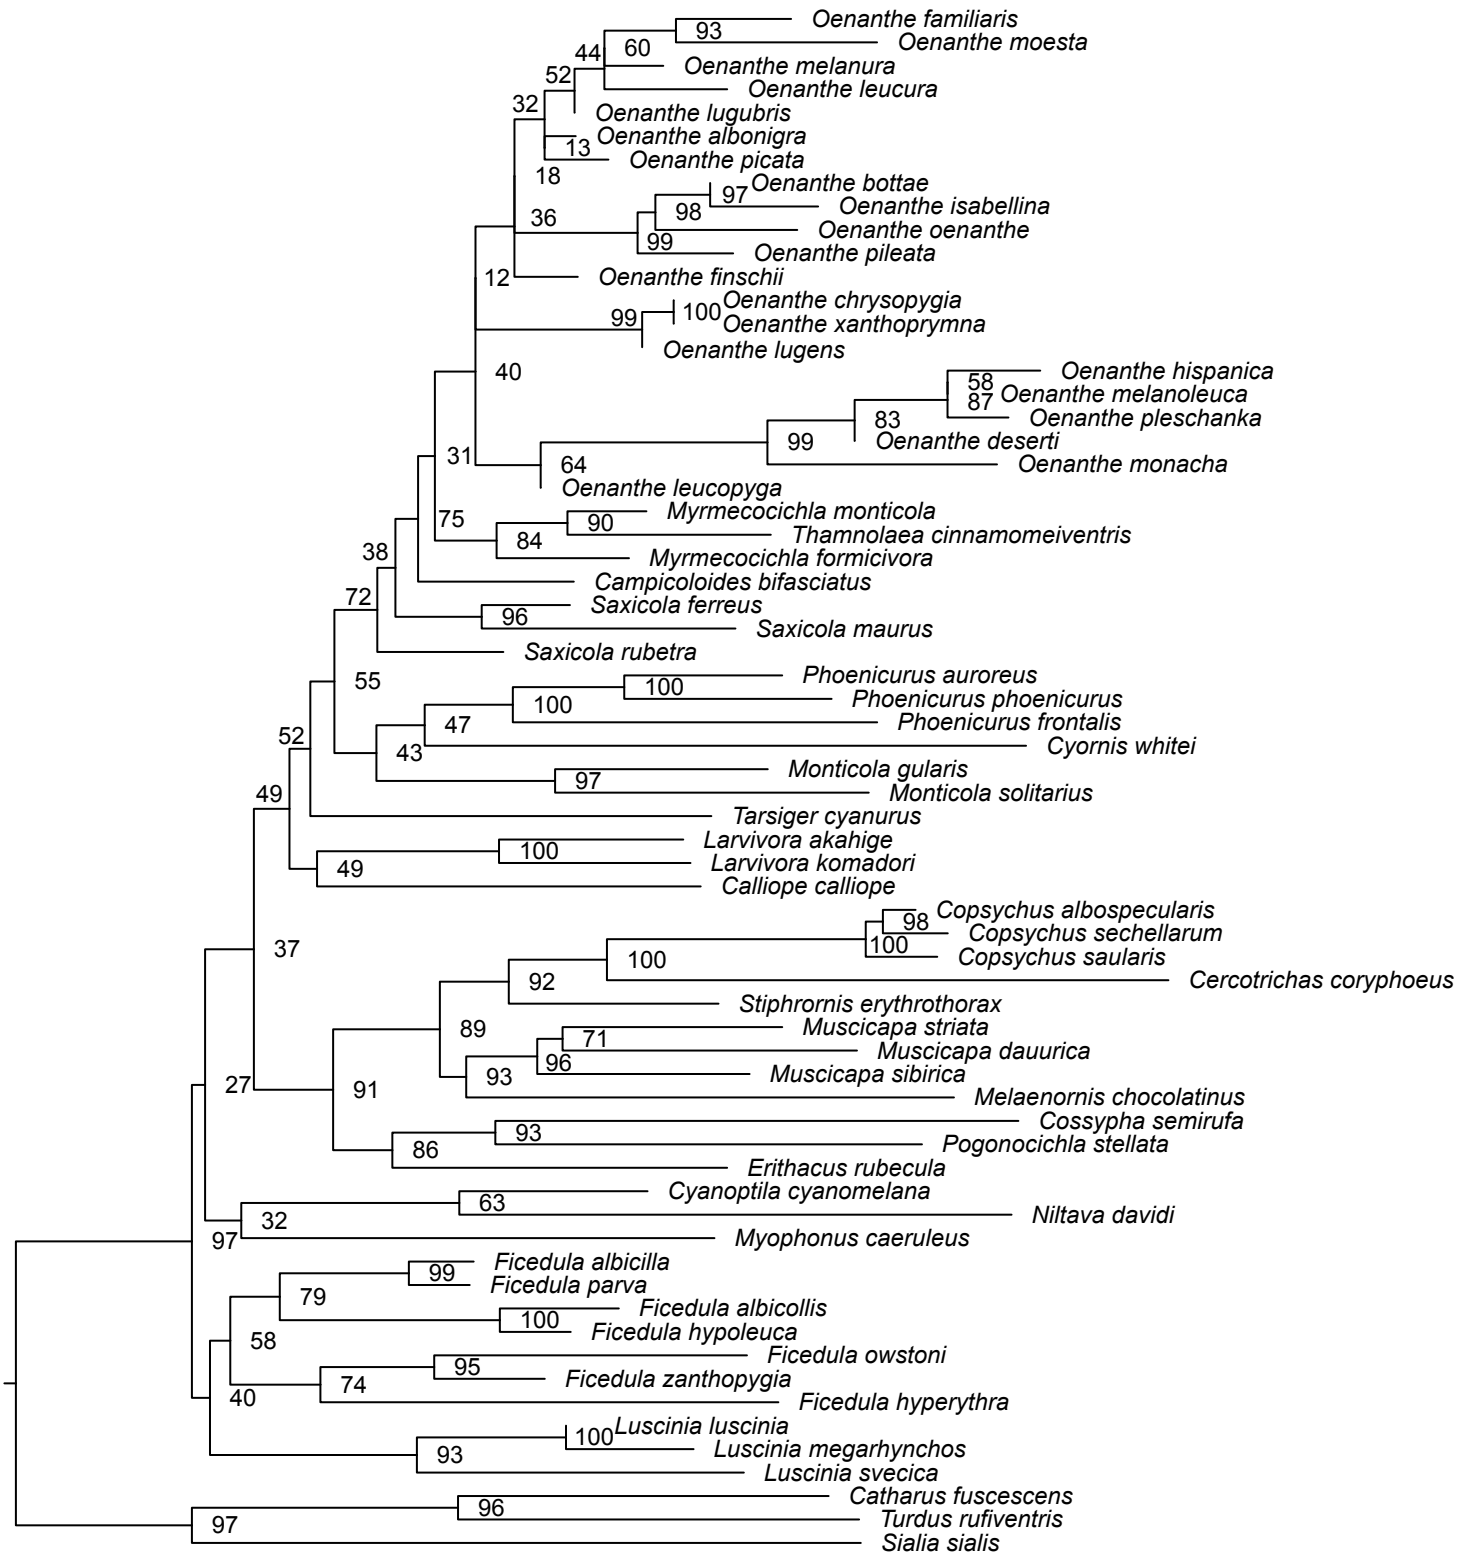 Oenanthe familiaris
93
Oenanthe moesta
44
60
Oenanthe melanura
52
Oenanthe leucura
32
Oenanthe lugubris
Oenanthe albonigra
13
Oenanthe picata
18
Oenanthe bottae
97
Oenanthe isabellina
98
36
Oenanthe oenanthe
99
Oenanthe pileata
12
Oenanthe finschii
Oenanthe chrysopygia
100
99
Oenanthe xanthoprymna
Oenanthe lugens
40
Oenanthe hispanica
58
Oenanthe melanoleuca
87
Oenanthe pleschanka
83
99
Oenanthe deserti
31
64
Oenanthe monacha
Oenanthe leucopyga
75
Myrmecocichla monticola
90
Thamnolaea cinnamomeiventris
84
38
Myrmecocichla formicivora
Campicoloides bifasciatus
72
Saxicola ferreus
96
Saxicola maurus
Saxicola rubetra
55
Phoenicurus auroreus
100
Phoenicurus phoenicurus
100
47
Phoenicurus frontalis
52
43
Cyornis whitei
Monticola gularis
97
49
Monticola solitarius
Tarsiger cyanurus
Larvivora akahige
100
Larvivora komadori
49
Calliope calliope
Copsychus albospecularis
98
Copsychus sechellarum
37
100
Copsychus saularis
100
92
Cercotrichas coryphoeus
Stiphrornis erythrothorax
89
Muscicapa striata
71
Muscicapa dauurica
96
93
Muscicapa sibirica
27
91
Melaenornis chocolatinus
Cossypha semirufa
93
Pogonocichla stellata
86
Erithacus rubecula
Cyanoptila cyanomelana
63
Niltava davidi
32
97
Myophonus caeruleus
Ficedula albicilla
99
Ficedula parva
79
Ficedula albicollis
100
Ficedula hypoleuca
58
Ficedula owstoni
95
Ficedula zanthopygia
74
40
Ficedula hyperythra
Luscinia luscinia
100
Luscinia megarhynchos
93
Luscinia svecica
Catharus fuscescens
96
Turdus rufiventris
97
Sialia sialis